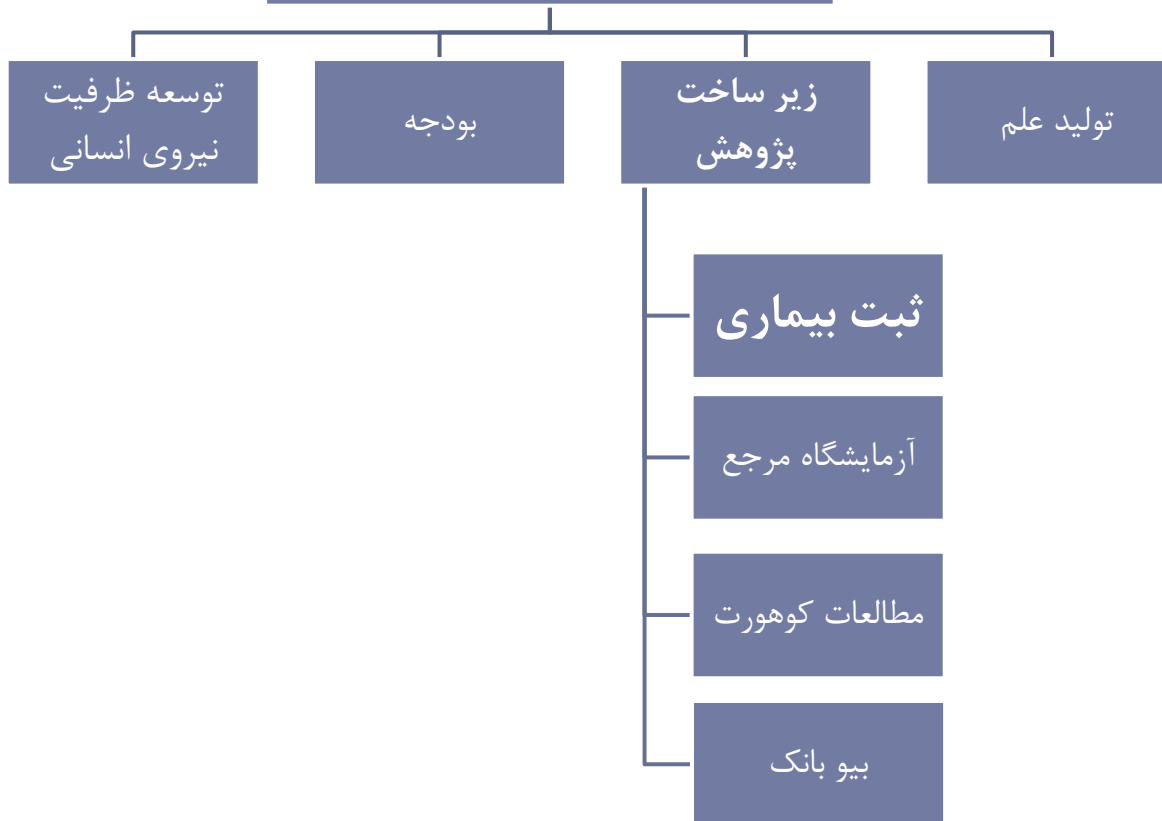 تولید علم
زیر ساخت
پژوهش
بودجه
توسعه ظرفیت
نیروی انسانی
ثبت بیماری
آزمایشگاه مرجع
مطالعات کوهورت
بیو بانک